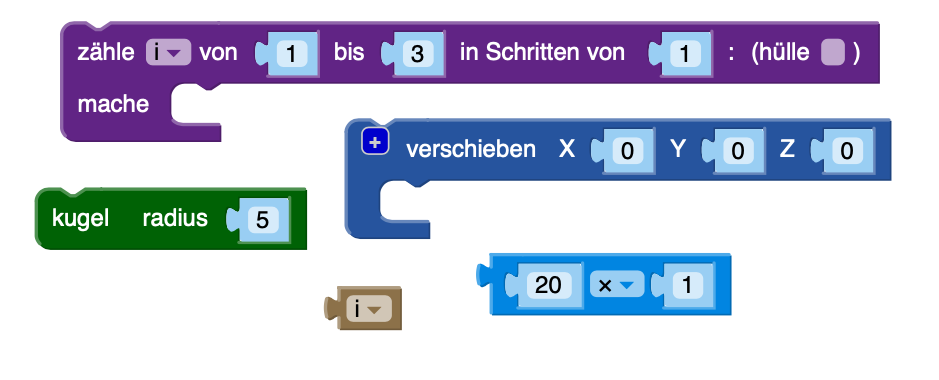 zähle i von 1 bis 3 in Schritten von 1 : (hülle )
mache
+ verschieben X 0 Y 0 Z 0
kugel radius 5
20 × 1
i